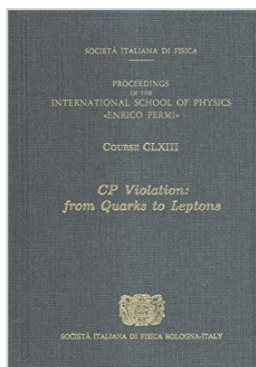 SOCIETÀ ITALIANA DI FISICA
PROCEEDINGS
OF THE
INTERNATIONAL SCHOOL OF PHYSICS
«ENRICO FERMI»
COURSE CLXIII
CP Violation:
from Quarks to Leptons
SOCIETÀ ITALIANA DI FISICA BOLOGNA-ITALY